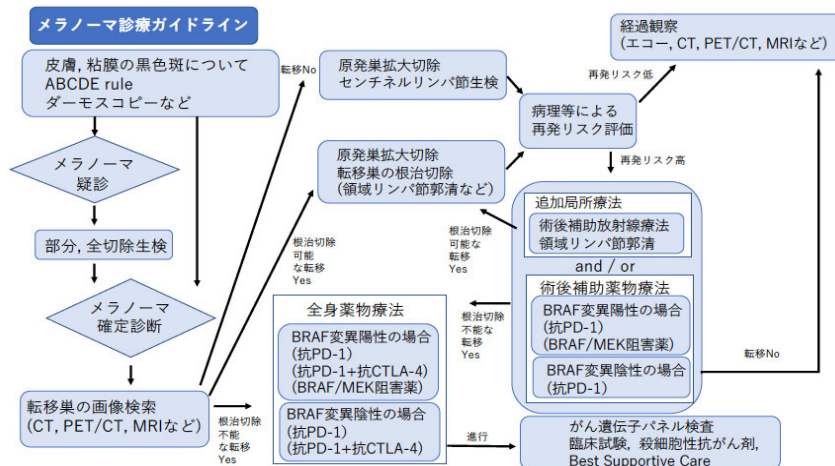 メラノーマ診療ガイドライン
皮膚, 粘膜の黒色斑について
ABCDE rule
ダーモスコピーなど
メラノーマ
疑診
部分, 全切除生検
メラノーマ
確定診断
転移巣の画像検索
(CT, PET/CT, MRIなど)
転移No
原発巣拡大切除
センチネルリンパ節生検
原発巣拡大切除
転移巣の根治切除
(領域リンパ節郭清など)
根治切除
可能
な転移
Yes
根治切除
不能
な転移
Yes
病理等による
再発リスク評価
再発リスク低
経過観察
(エコー, CT, PET/CT, MRIなど)
再発リスク高
追加局所療法
術後補助放射線療法
領域リンパ節郭清
and / or
術後補助薬物療法
BRAF変異陽性の場合
(抗PD-1)
(BRAF/MEK阻害薬)
BRAF変異陰性の場合
(抗PD-1)
根治切除
可能な
転移
Yes
根治切除
不能な
転移
Yes
転移No
全身薬物療法
BRAF変異陽性の場合
(抗PD-1)
(抗PD-1+抗CTLA-4)
(BRAF/MEK阻害薬)
BRAF変異陰性の場合
(抗PD-1)
(抗PD-1+抗CTLA-4)
進行
がん遺伝子パネル検査
臨床試験, 殺細胞性抗がん剤,
Best Supportive Care